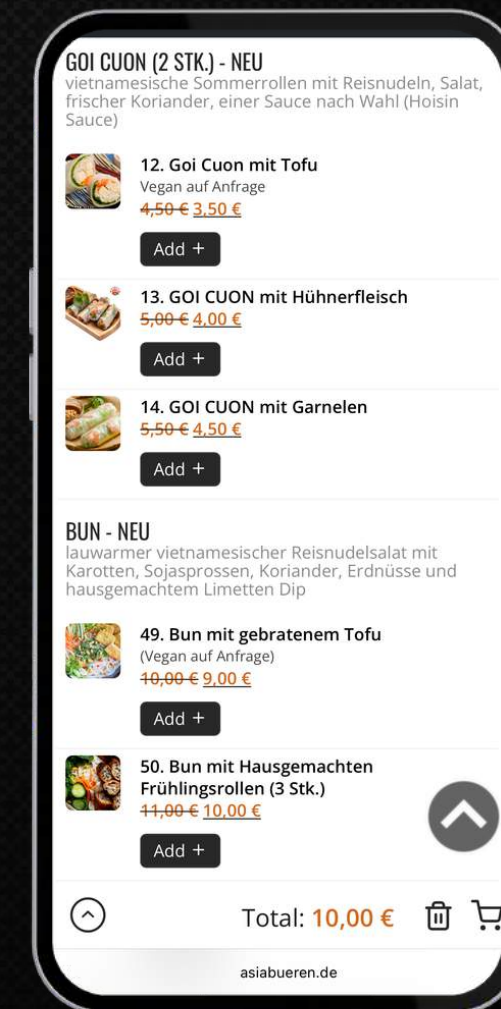 GOI CUON (2 STK.) - NEU
vietnamesische Sommerrollen mit Reisnudeln, Salat,
frischer Koriander, einer Sauce nach Wahl (Hoisin
Sauce)
12. Goi Cuon mit Tofu
Vegan auf Anfrage
4,50 € 3,50 €
Add +
13. GOI CUON mit Hühnerfleisch
5,00 € 4,00 €
Add +
14. GOI CUON mit Garnelen
5,50 € 4,50 €
Add +
BUN - NEU
lauwarmer vietnamesischer Reisnudelsalat mit
Karotten, Sojasprossen, Koriander, Erdnüsse und
hausgemachtem Limetten Dip
49. Bun mit gebratenem Tofu
(Vegan auf Anfrage)
10,00 € 9,00 €
Add +
50. Bun mit Hausgemachten
Frühlingsrollen (3 Stk.)
11,00 € 10,00 €
Add +
Total: 10,00 €
asiabueren.de